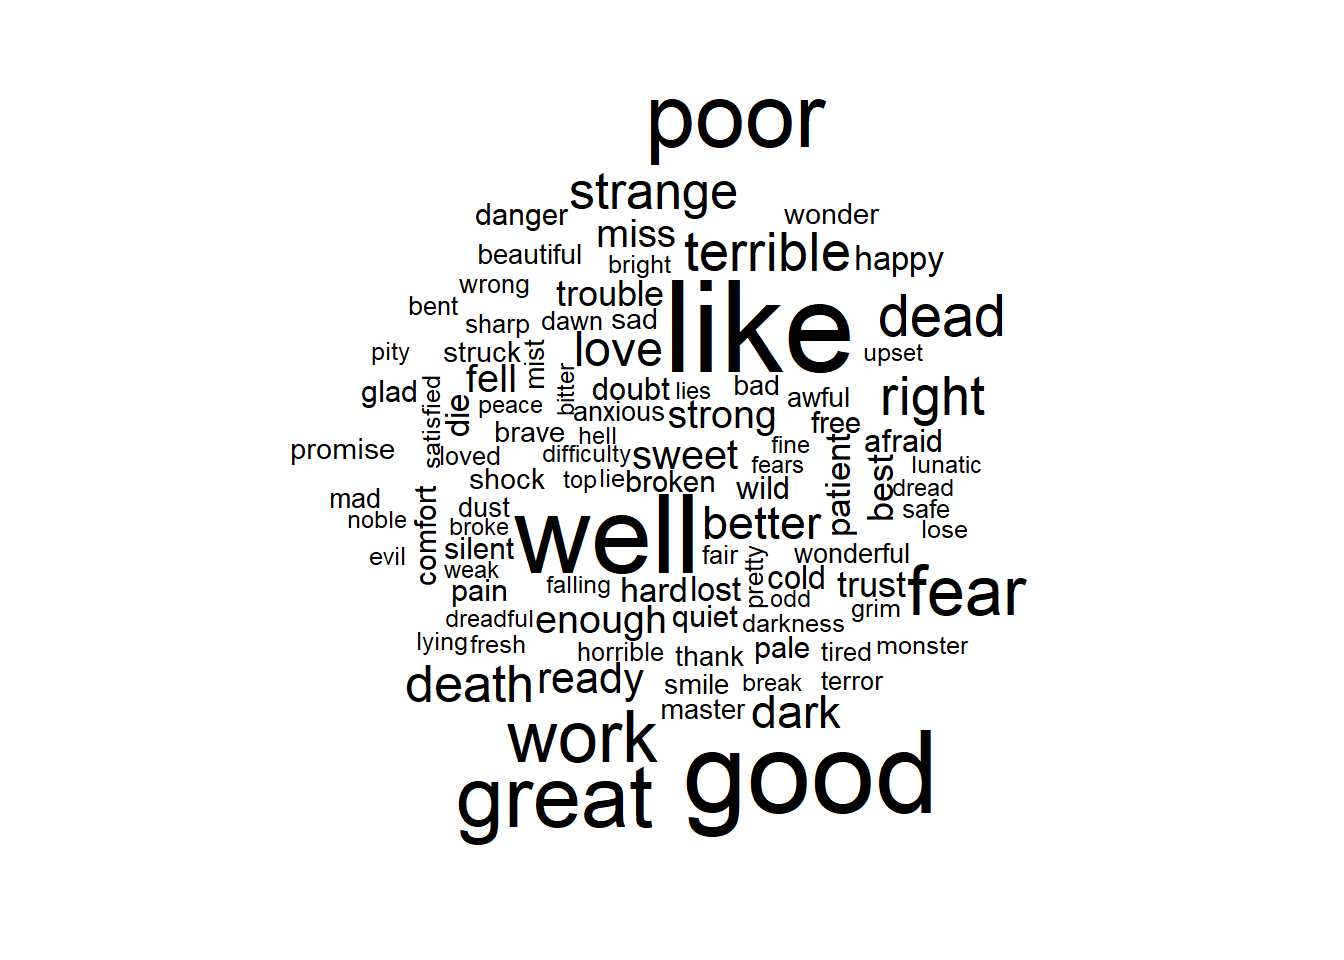 poor
strange
danger
wonder
miss
beautiful
terrible
happy
bright
wrong
trouble
like
bent
dead
sharp
dawn
sad
pity
struck
mist
love
upset
glad
fell
bitter
doubt
lies
bad
awful
right
satisfied
die
peace
anxious
strong
free
promise
brave
hell
fine
afraid
loved
difficulty
sweet
fears
patient
best
lunatic
shock
top
lie
broken
wild
dread
mad
comfort
dust
well
better
safe
noble
broke
lose
evil
silent
fair
pretty
wonderful
weak
pain
falling
hard
lost
cold
trust
fear
odd
grim
dreadful
enough
quiet
darkness
lying
fresh
horrible
thank
pale
tired
monster
death
ready
smile
break
terror
master
dark
work
great
good